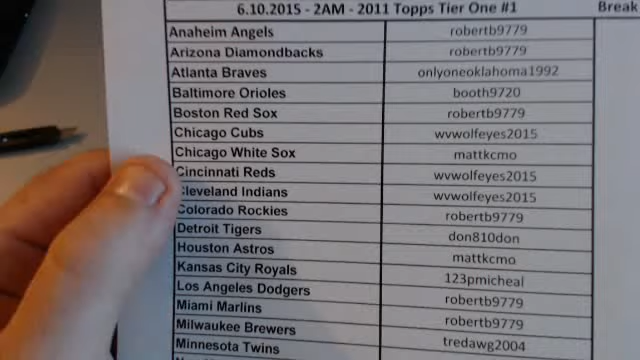 6.10.2015 - 2AM - 2011 Topps Tier One #1 Break
Anaheim Angels robertb9779
Arizona Diamondbacks robertb9779
Atlanta Braves onlyoneoklahoma1992
Baltimore Orioles booth9720
Boston Red Sox robertb9779
Chicago Cubs wvwolfeyes2015
Chicago White Sox mattkcmo
Cincinnati Reds wvwolfeyes2015
Cleveland Indians wvwolfeyes2015
Colorado Rockies robertb9779
Detroit Tigers don810don
Houston Astros mattkcmo
Kansas City Royals 123pmicheal
Los Angeles Dodgers robertb9779
Miami Marlins robertb9779
Milwaukee Brewers tredawg2004
Minnesota Twins